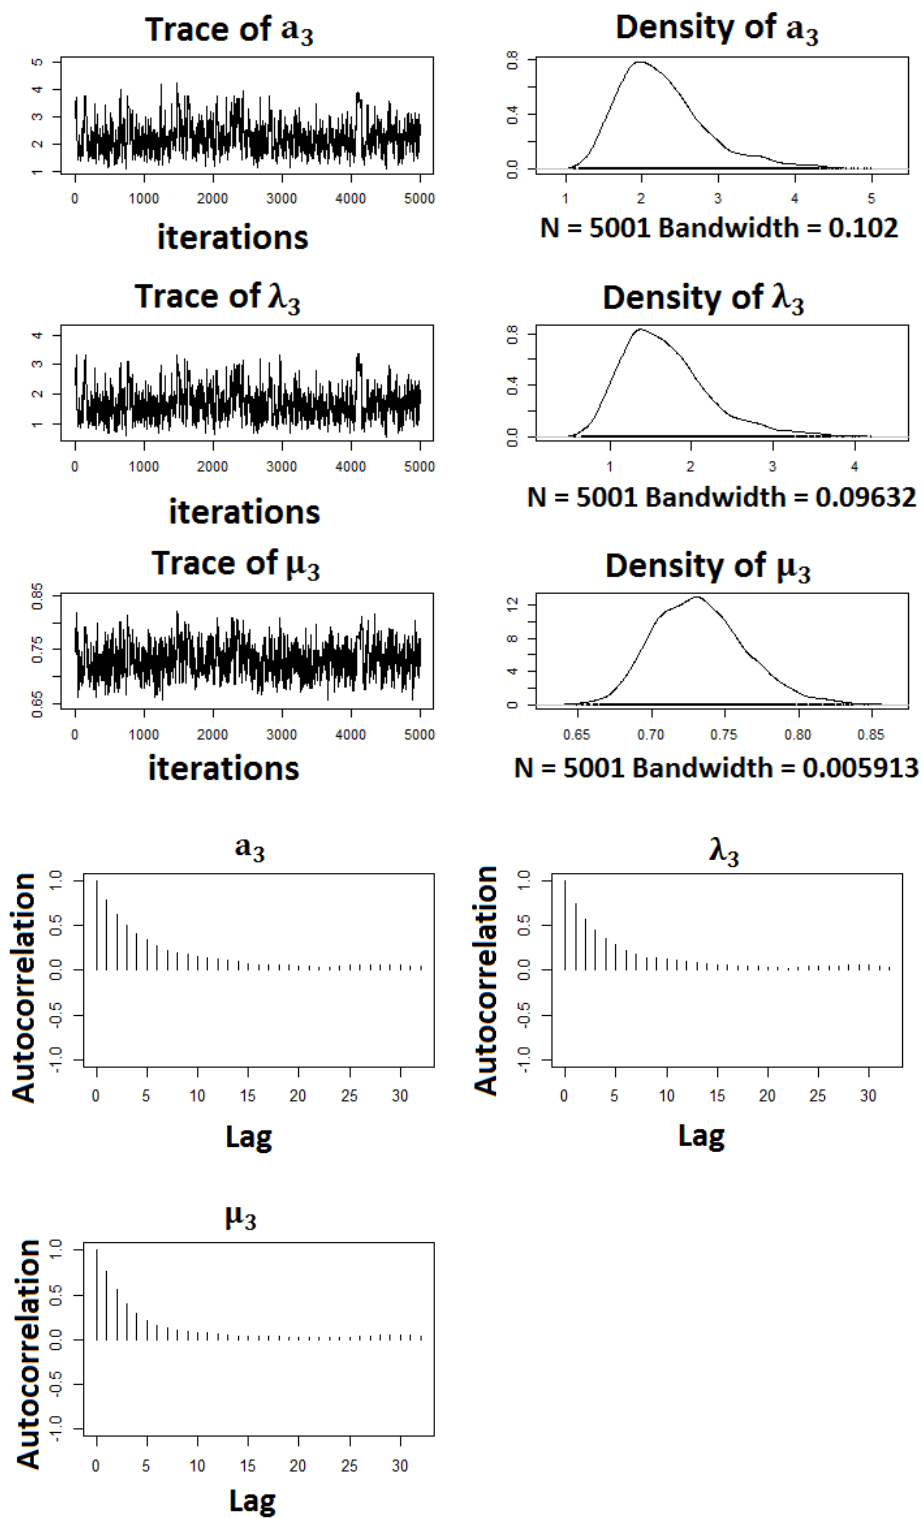 Trace of a₃
Density of a₃
5
4
3
2
1
0 1000 2000 3000 4000 5000
iterations
0.8
0.4
0.0
1 2 3 4 5
N = 5001 Bandwidth = 0.102
Trace of λ₃
Density of λ₃
4
3
2
1
0 1000 2000 3000 4000 5000
iterations
0.8
0.4
0.0
1 2 3 4
N = 5001 Bandwidth = 0.09632
Trace of μ₃
Density of μ₃
0.85
0.75
0.65
0 1000 2000 3000 4000 5000
iterations
12
8
4
0
0.65 0.70 0.75 0.80 0.85
N = 5001 Bandwidth = 0.005913
a₃
Autocorrelation
1.0
0.5
0.0
-0.5
-1.0
0 5 10 15 20 25 30
Lag
λ₃
Autocorrelation
1.0
0.5
0.0
-0.5
-1.0
0 5 10 15 20 25 30
Lag
μ₃
Autocorrelation
1.0
0.5
0.0
-0.5
-1.0
0 5 10 15 20 25 30
Lag